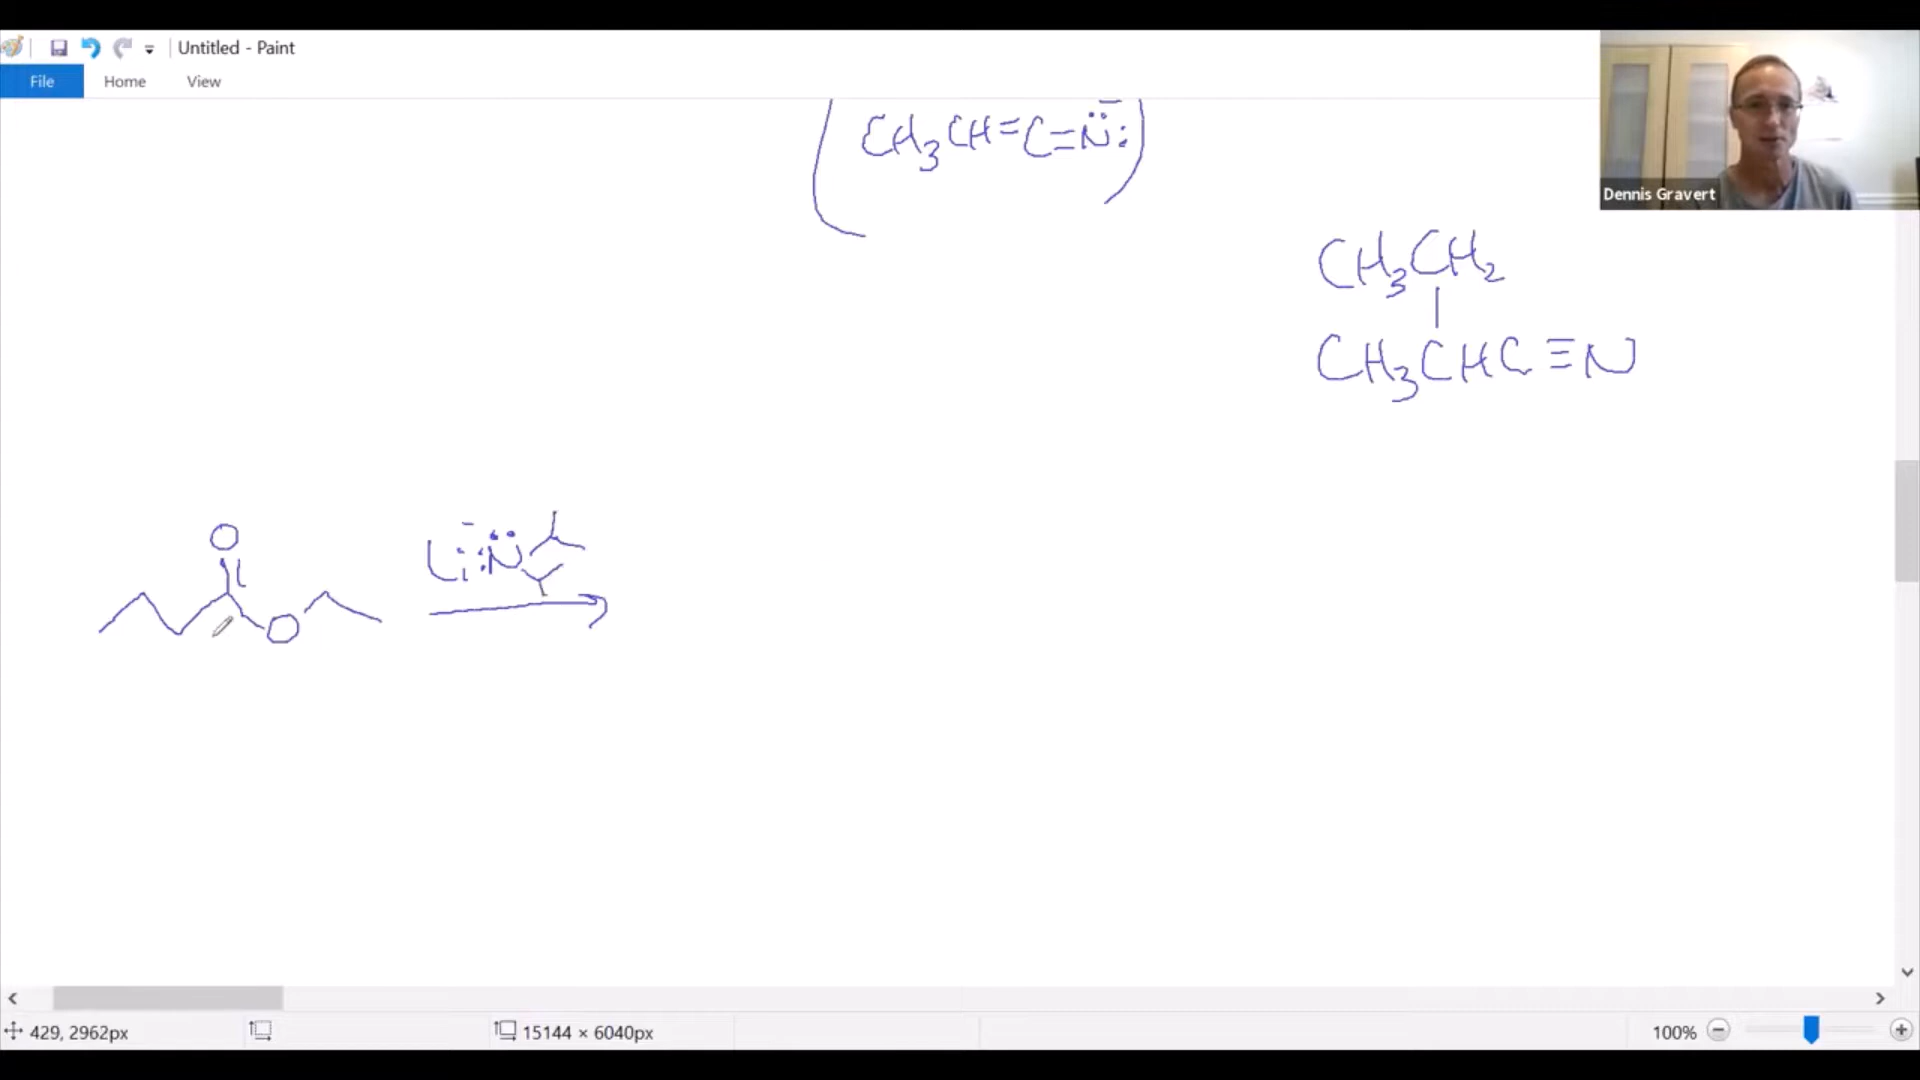 Untitled - Paint
File Home View
CH3CH=C=N:
Dennis Gravert
CH3CH2
CH3CHC≡N
O
Li :N
O
429, 2962px
15144 × 6040px
100%